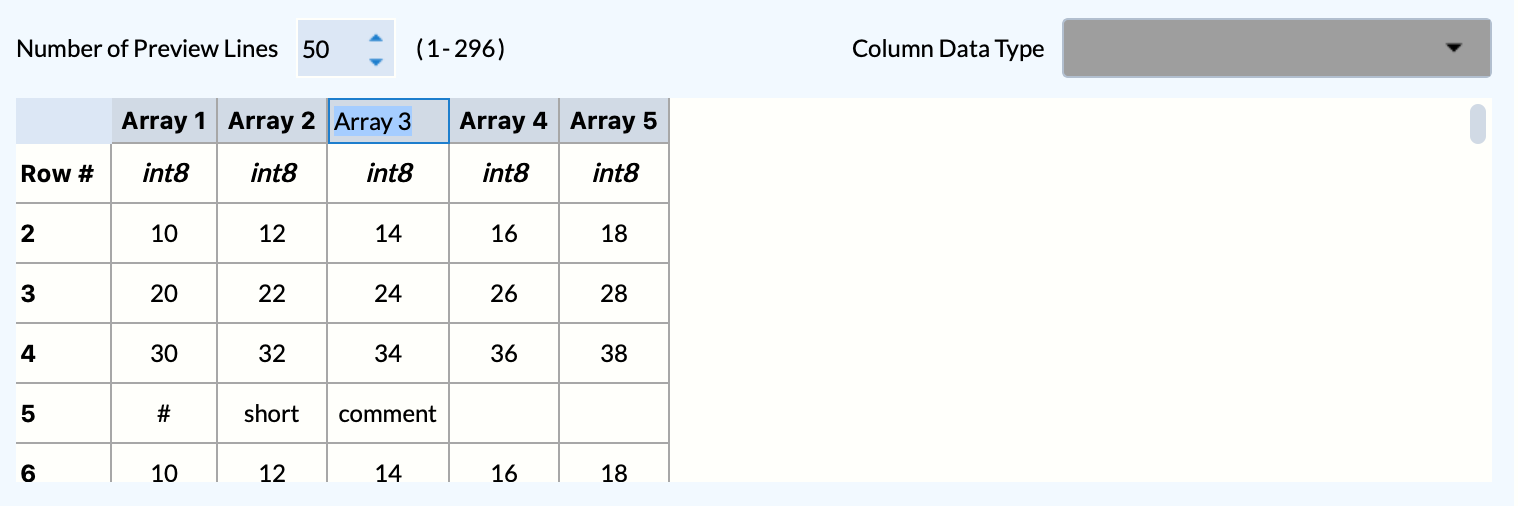 Number of Preview Lines 50 (1-296) Column Data Type
Array 1 Array 2 Array 3 Array 4 Array 5
Row # int8 int8 int8 int8 int8
2 10 12 14 16 18
3 20 22 24 26 28
4 30 32 34 36 38
5 # short comment
6 10 12 14 16 18